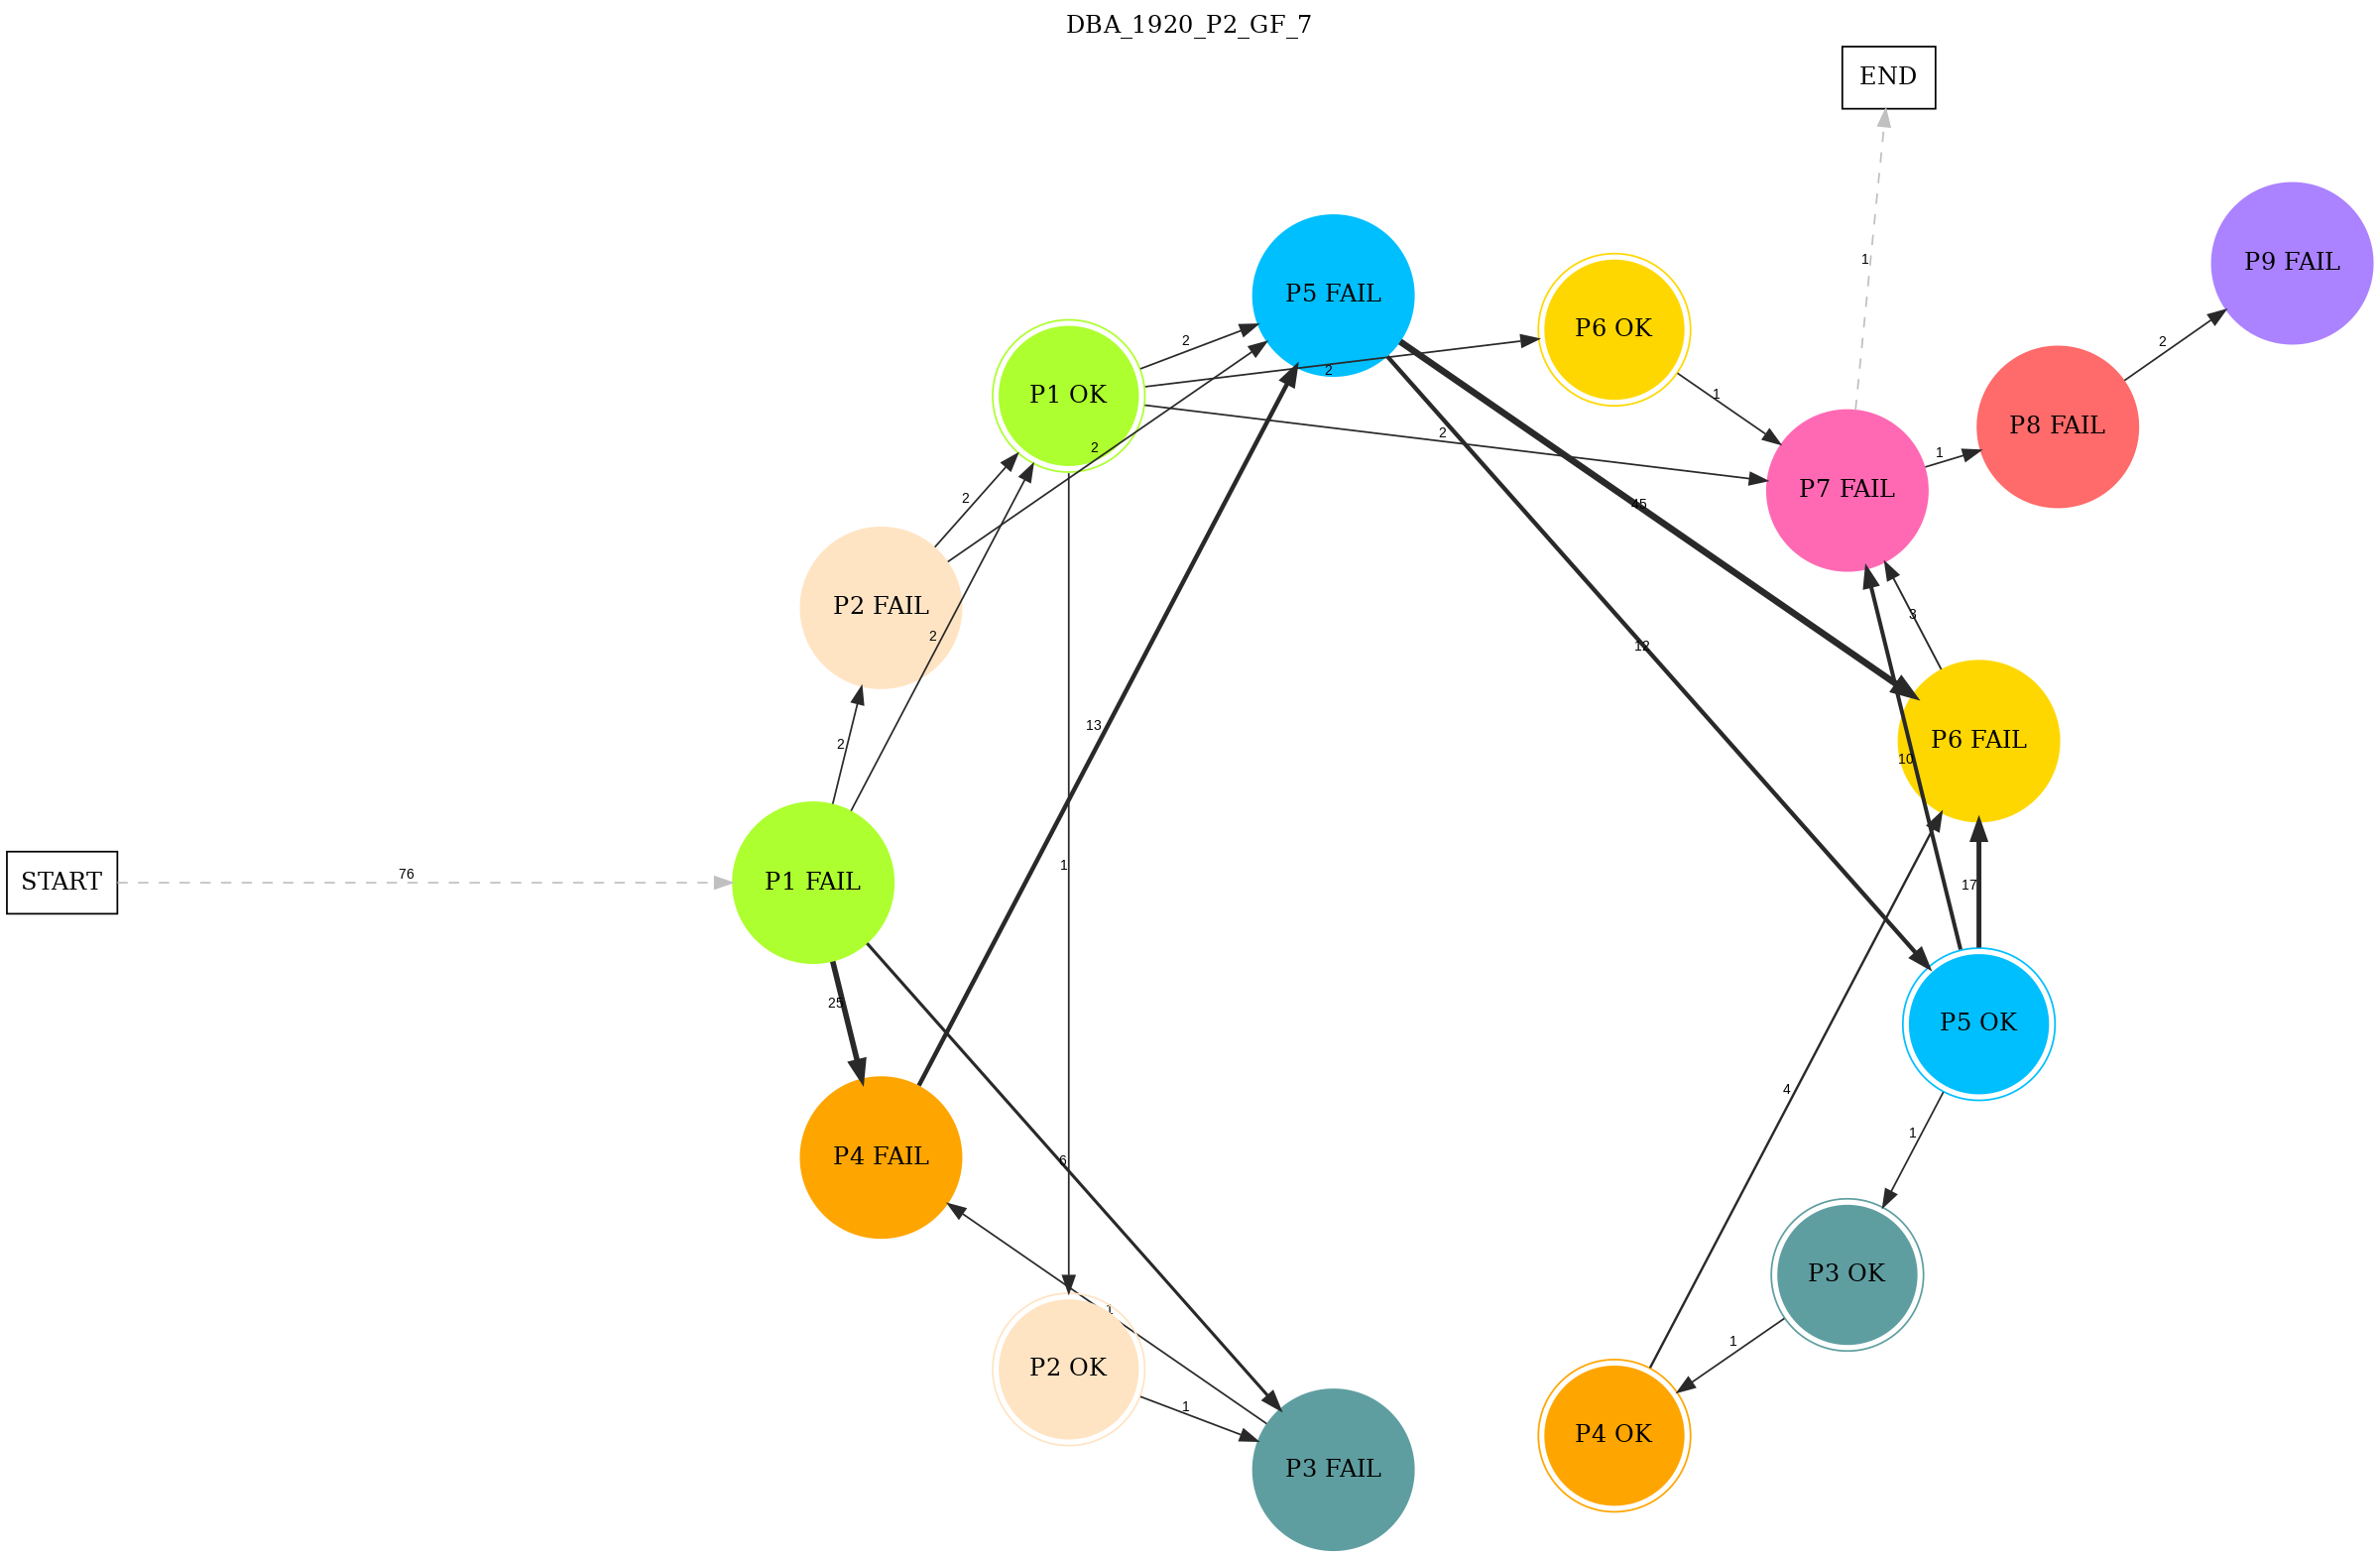 DBA_1920_P2_GF_7
END
P9 FAIL
1
P5 FAIL
P6 OK
2
2
P1 OK
2
1
P8 FAIL
2
2
1
P7 FAIL
2
45
P2 FAIL
3
2
12
13
2
P6 FAIL
10
1
76
START
P1 FAIL
17
25
P5 OK
4
1
P4 FAIL
6
P3 OK
1
1
P2 OK
1
P4 OK
P3 FAIL